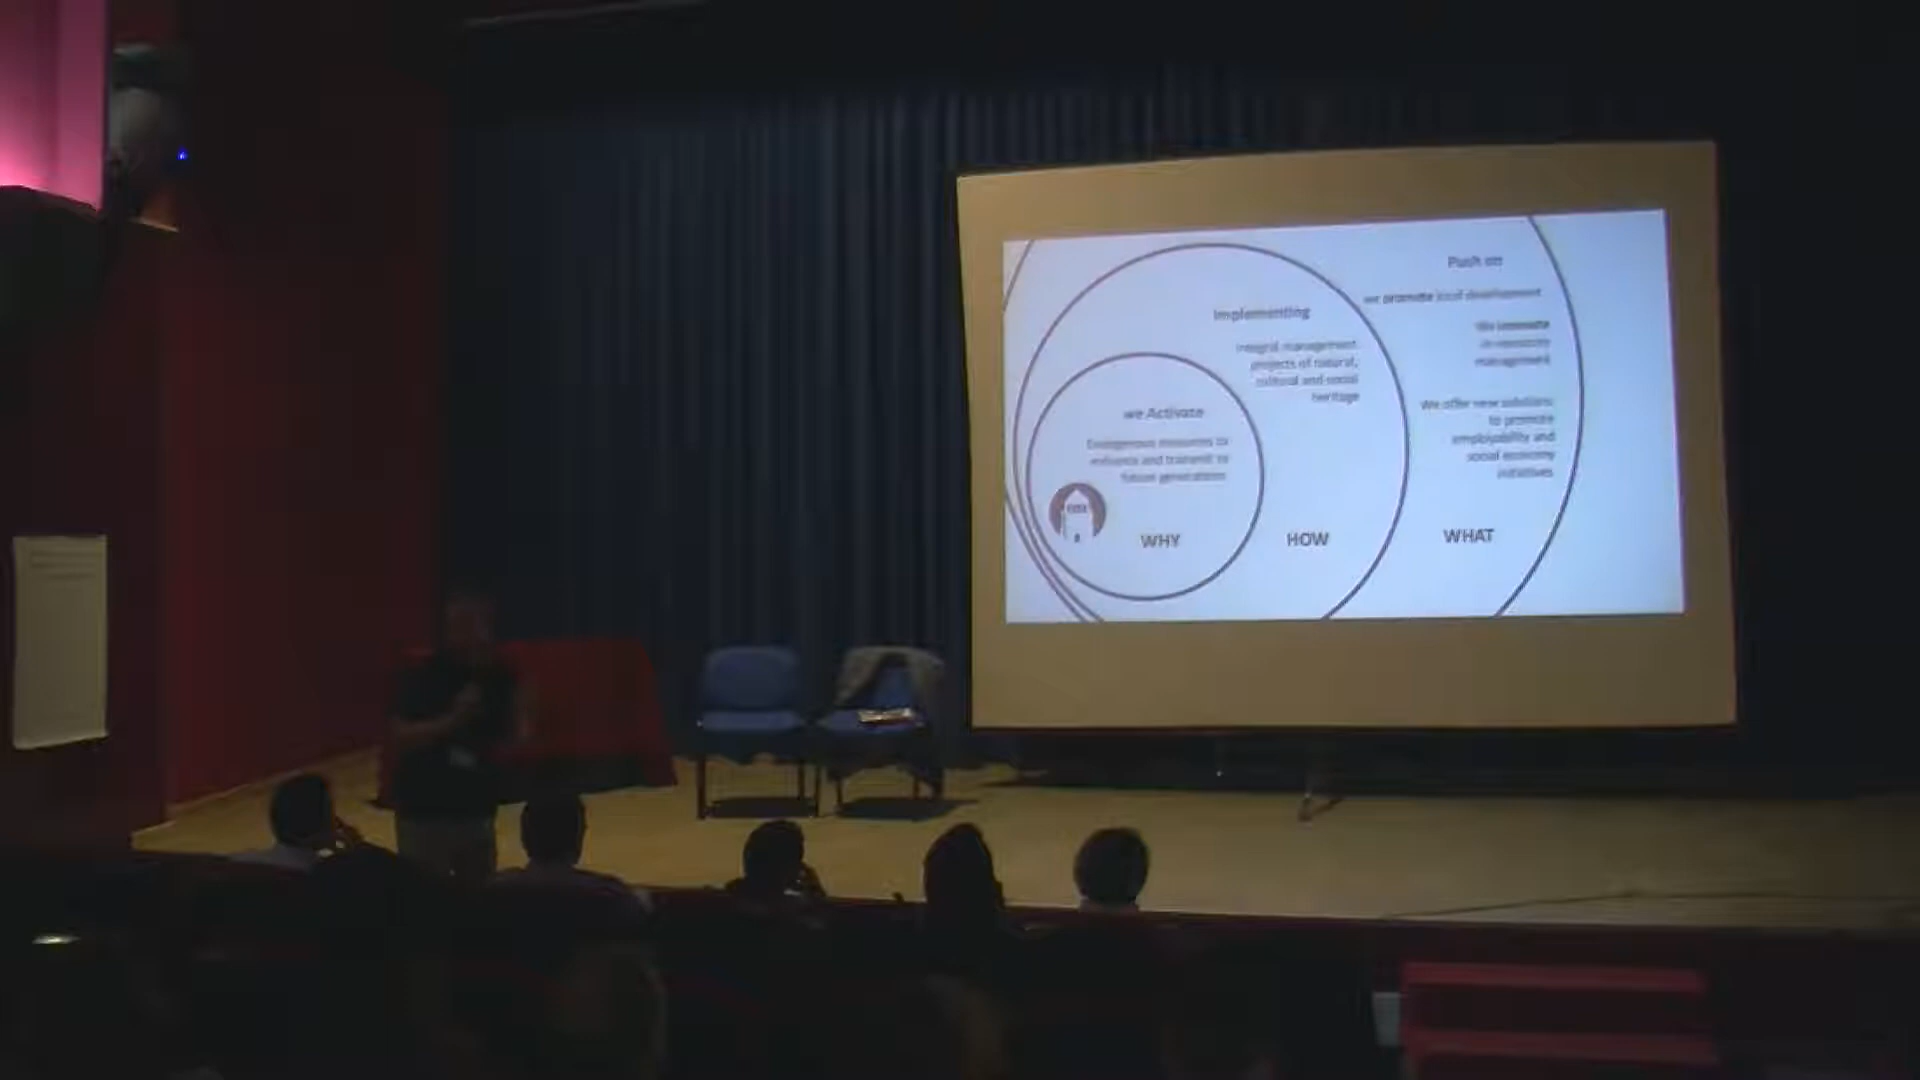 Push on
we promote local development
We innovate
in resources
management
We offer new solutions
to promote
employability and
social economy
initiatives
WHAT
Implementing
Integral management
projects of natural,
cultural and social
heritage
HOW
we Activate
Endogenous resources to
enhance and transmit to
future generations
WHY